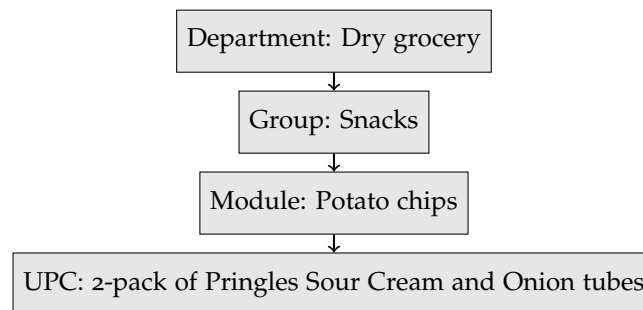 Department: Dry grocery
Group: Snacks
Module: Potato chips
UPC: 2-pack of Pringles Sour Cream and Onion tubes